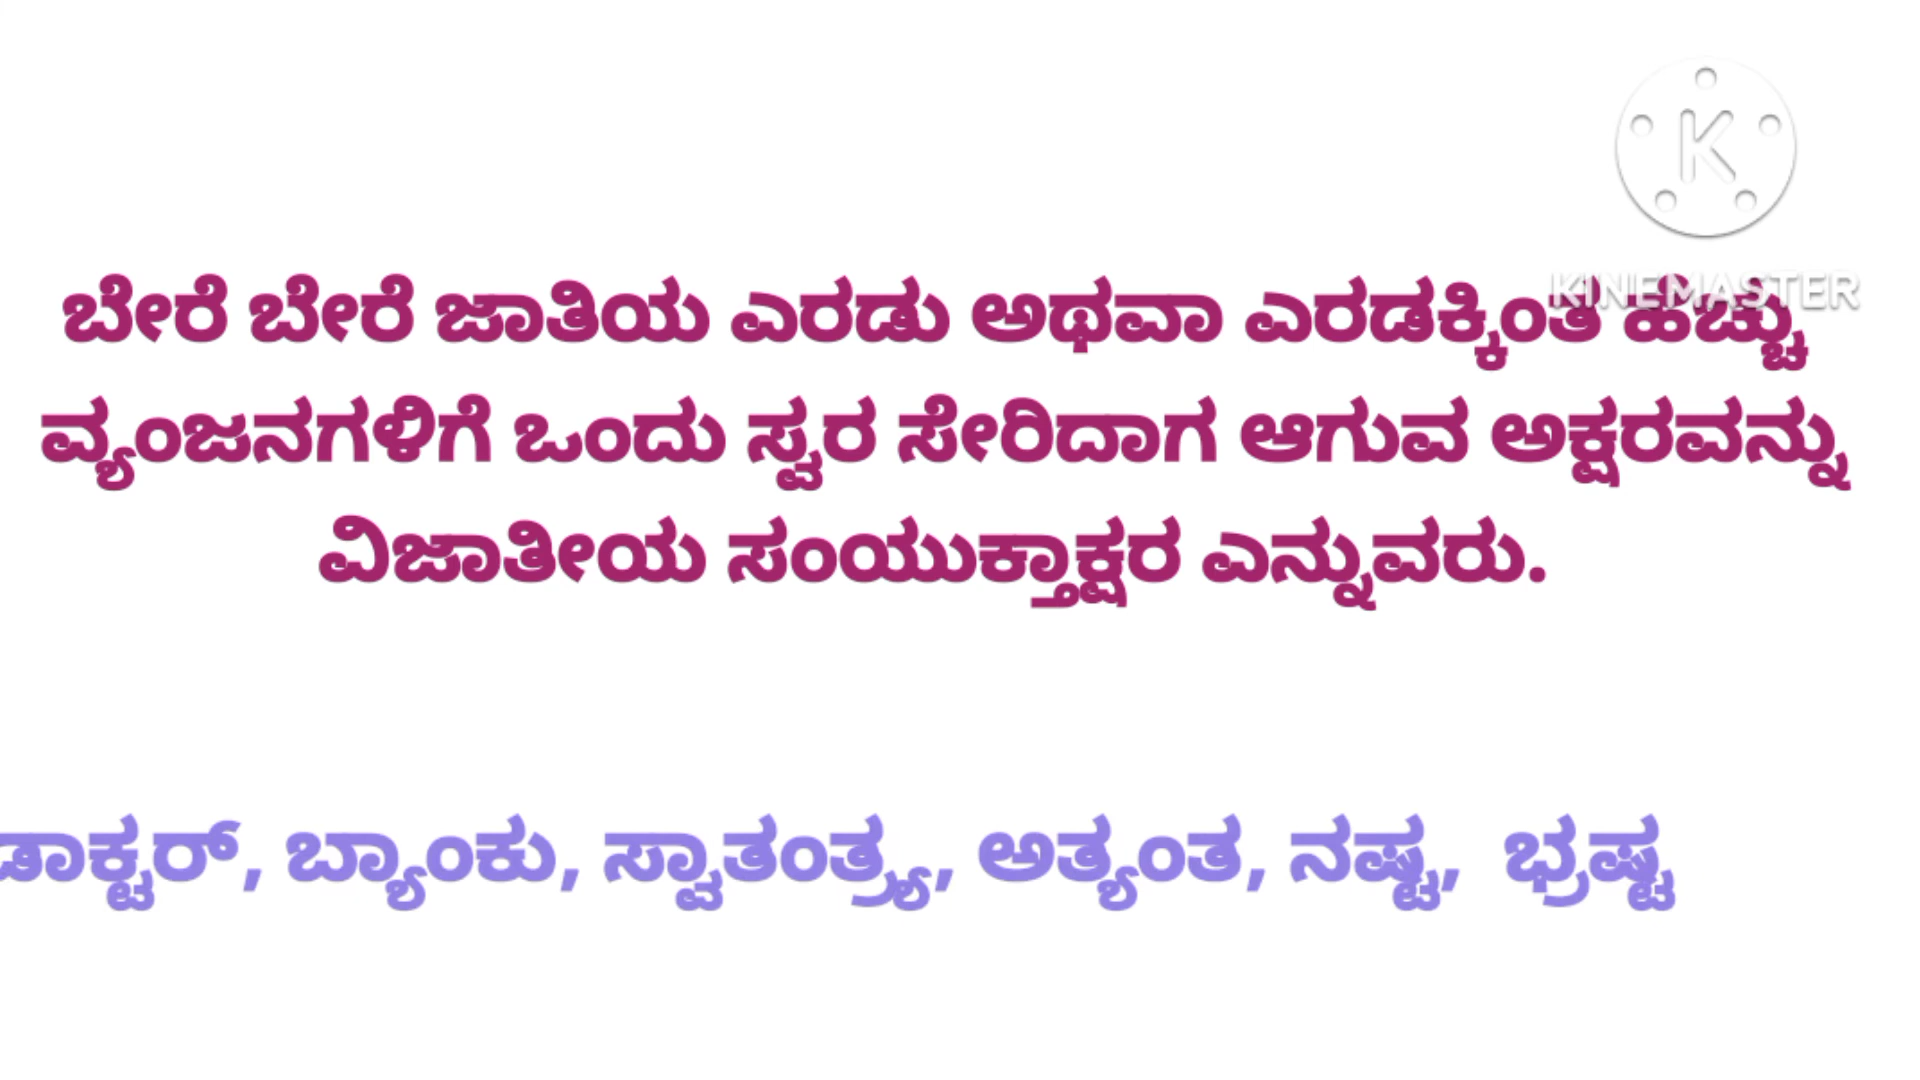 KINEMASTER
ಬೇರೆ ಬೇರೆ ಜಾತಿಯ ಎರಡು ಅಥವಾ ಎರಡಕ್ಕಿಂತ ಹೆಚ್ಚು
ವ್ಯಂಜನಗಳಿಗೆ ಒಂದು ಸ್ವರ ಸೇರಿದಾಗ ಆಗುವ ಅಕ್ಷರವನ್ನು
ವಿಜಾತೀಯ ಸಂಯುಕ್ತಾಕ್ಷರ ಎನ್ನುವರು.
ಡಾಕ್ಟರ್, ಬ್ಯಾಂಕು, ಸ್ವಾತಂತ್ರ್ಯ, ಅತ್ಯಂತ, ನಷ್ಟ, ಭ್ರಷ್ಟ